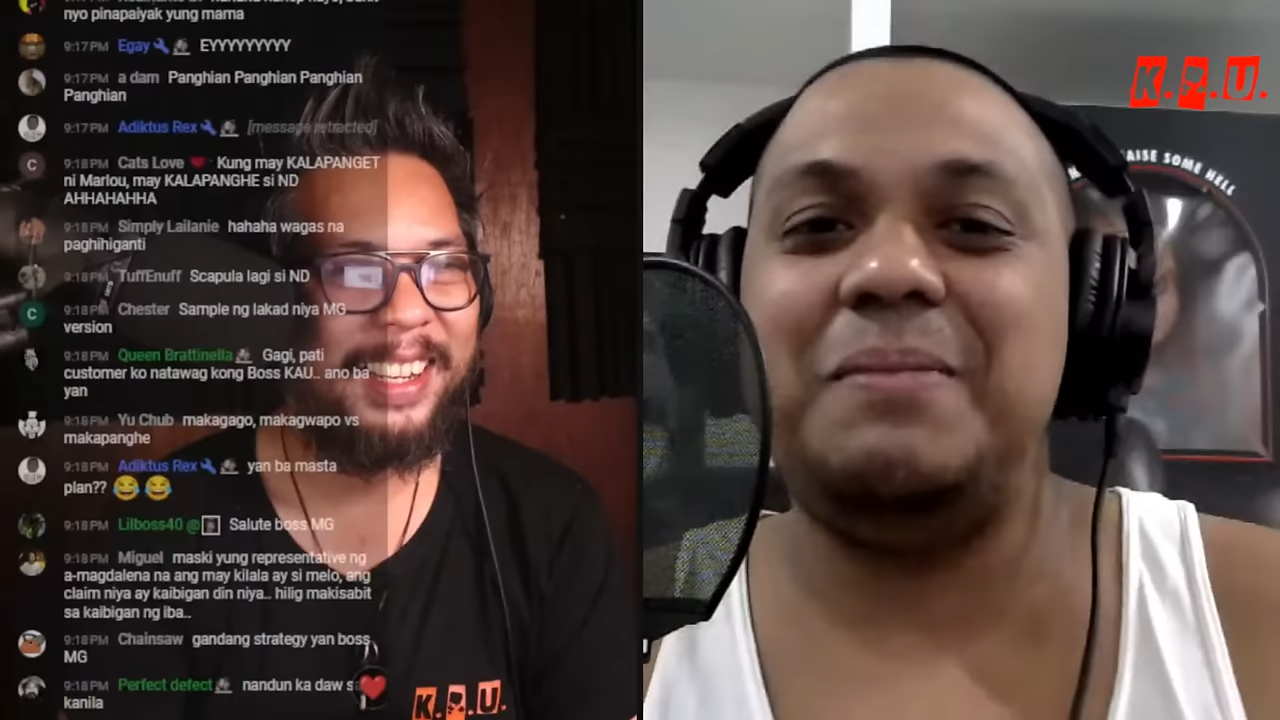 nyo pinapaiyak yung mama
9:17PM Egay EYYYYYYYYY
9:17PM a dam Panghian Panghian Panghian
Panghian
9:17PM Adiktus Rex [message retracted]
C 9:18PM Cats Love Kung may KALAPANGET
ni Marlou, may KALAPANGHE si ND
AHHAHAHHA
9:18PM Simply Lailanie hahaha wagas na
paghihiganti
9:18PM TuffEnuff Scapula lagi si ND
C 9:18PM Chester Sample ng lakad niya MG
version
9:18PM Queen Brattinella Gagi, pati
customer ko natawag kong Boss KAU.. ano ba
yan
9:18PM Yu Chub makagago, makagwapo vs
makapanghe
9:18PM Adiktus Rex yan ba masta
plan?? 😂 😂
9:18PM Lilboss40 @ Salute boss MG
9:18PM Miguel maski yung representative ng
a-magdalena na ang may kilala ay si melo, ang
claim niya ay kaibigan din niya.. hilig makisabit
sa kaibigan ng iba..
9:18PM Chainsaw gandang strategy yan boss
MG
9:18PM Perfect defect nandun ka daw sa
kanila
K.P.U.
K.P.U.
RAISE SOME HELL